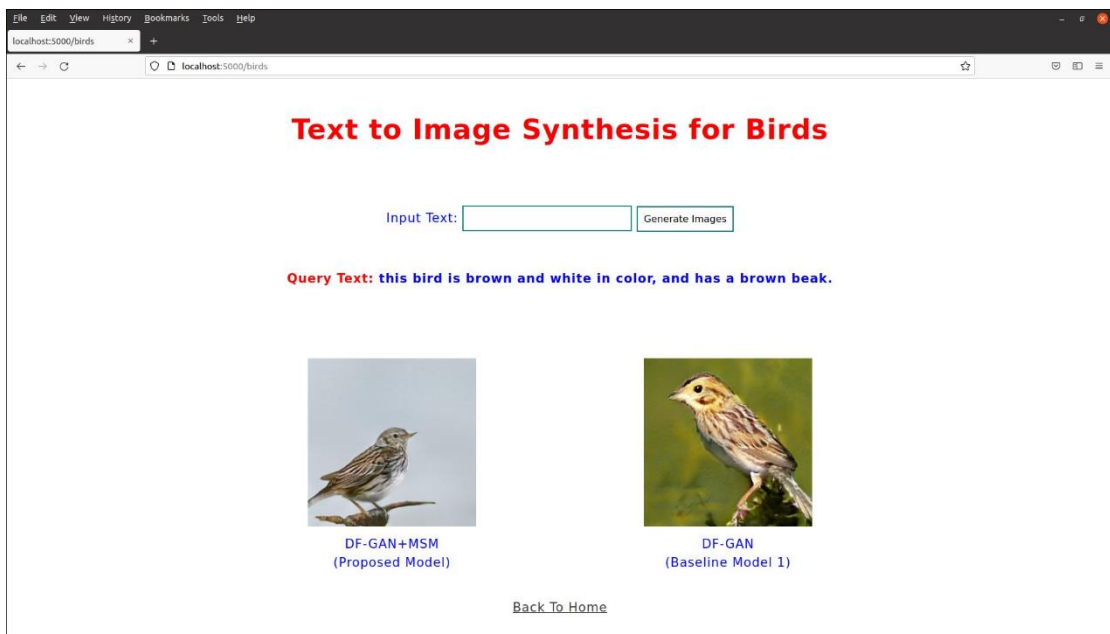 File Edit View History Bookmarks Tools Help
localhost:5000/birds × +
localhost:5000/birds
Text to Image Synthesis for Birds
Input Text: Generate Images
Query Text: this bird is brown and white in color, and has a brown beak.
DF-GAN+MSM DF-GAN
(Proposed Model) (Baseline Model 1)
Back To Home